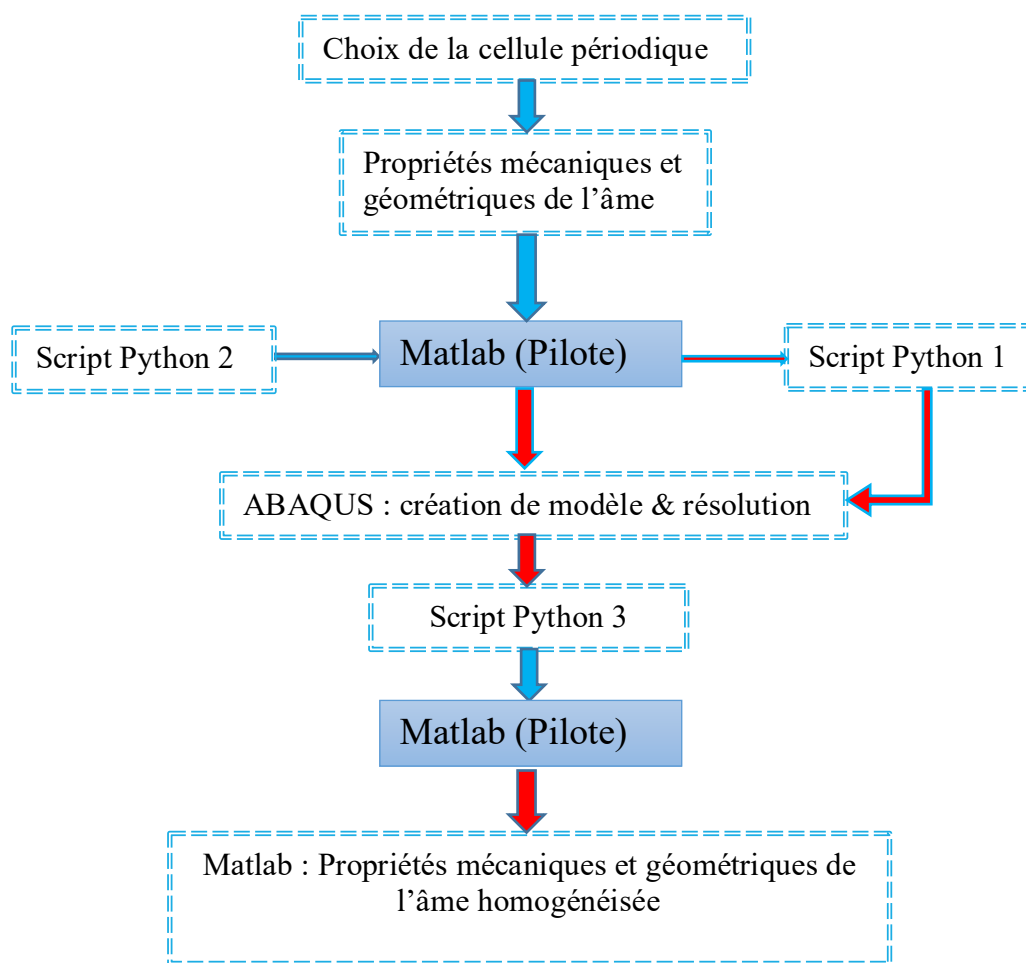 Choix de la cellule périodique
Propriétés mécaniques et
géométriques de l’âme
Script Python 2
Matlab (Pilote)
Script Python 1
ABAQUS : création de modèle & résolution
Script Python 3
Matlab (Pilote)
Matlab : Propriétés mécaniques et géométriques de
l’âme homogénéisée